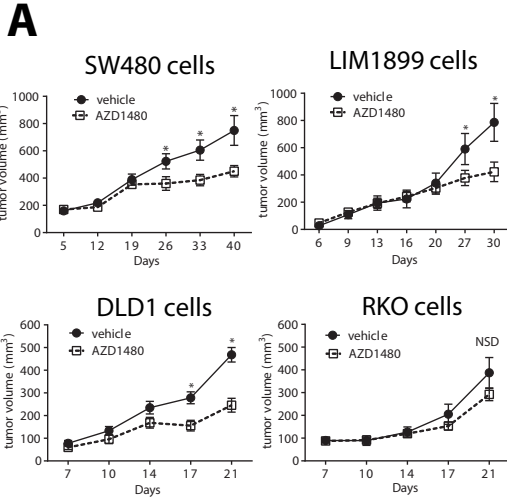 A
SW480 cells
LIM1899 cells
vehicle
AZD1480
tumor volume (mm³)
1000
800
600
400
200
0
* * *
5 12 19 26 33 40
Days
vehicle
AZD1480
tumor volume (mm³)
1000
800
600
400
200
0
* *
6 9 13 16 20 27 30
Days
DLD1 cells
RKO cells
vehicle
AZD1480
tumor volume (mm³)
600
500
400
300
200
100
0
* *
7 10 14 17 21
Days
vehicle
AZD1480
NSD
tumor volume (mm³)
600
500
400
300
200
100
0
7 10 14 17 21
Days